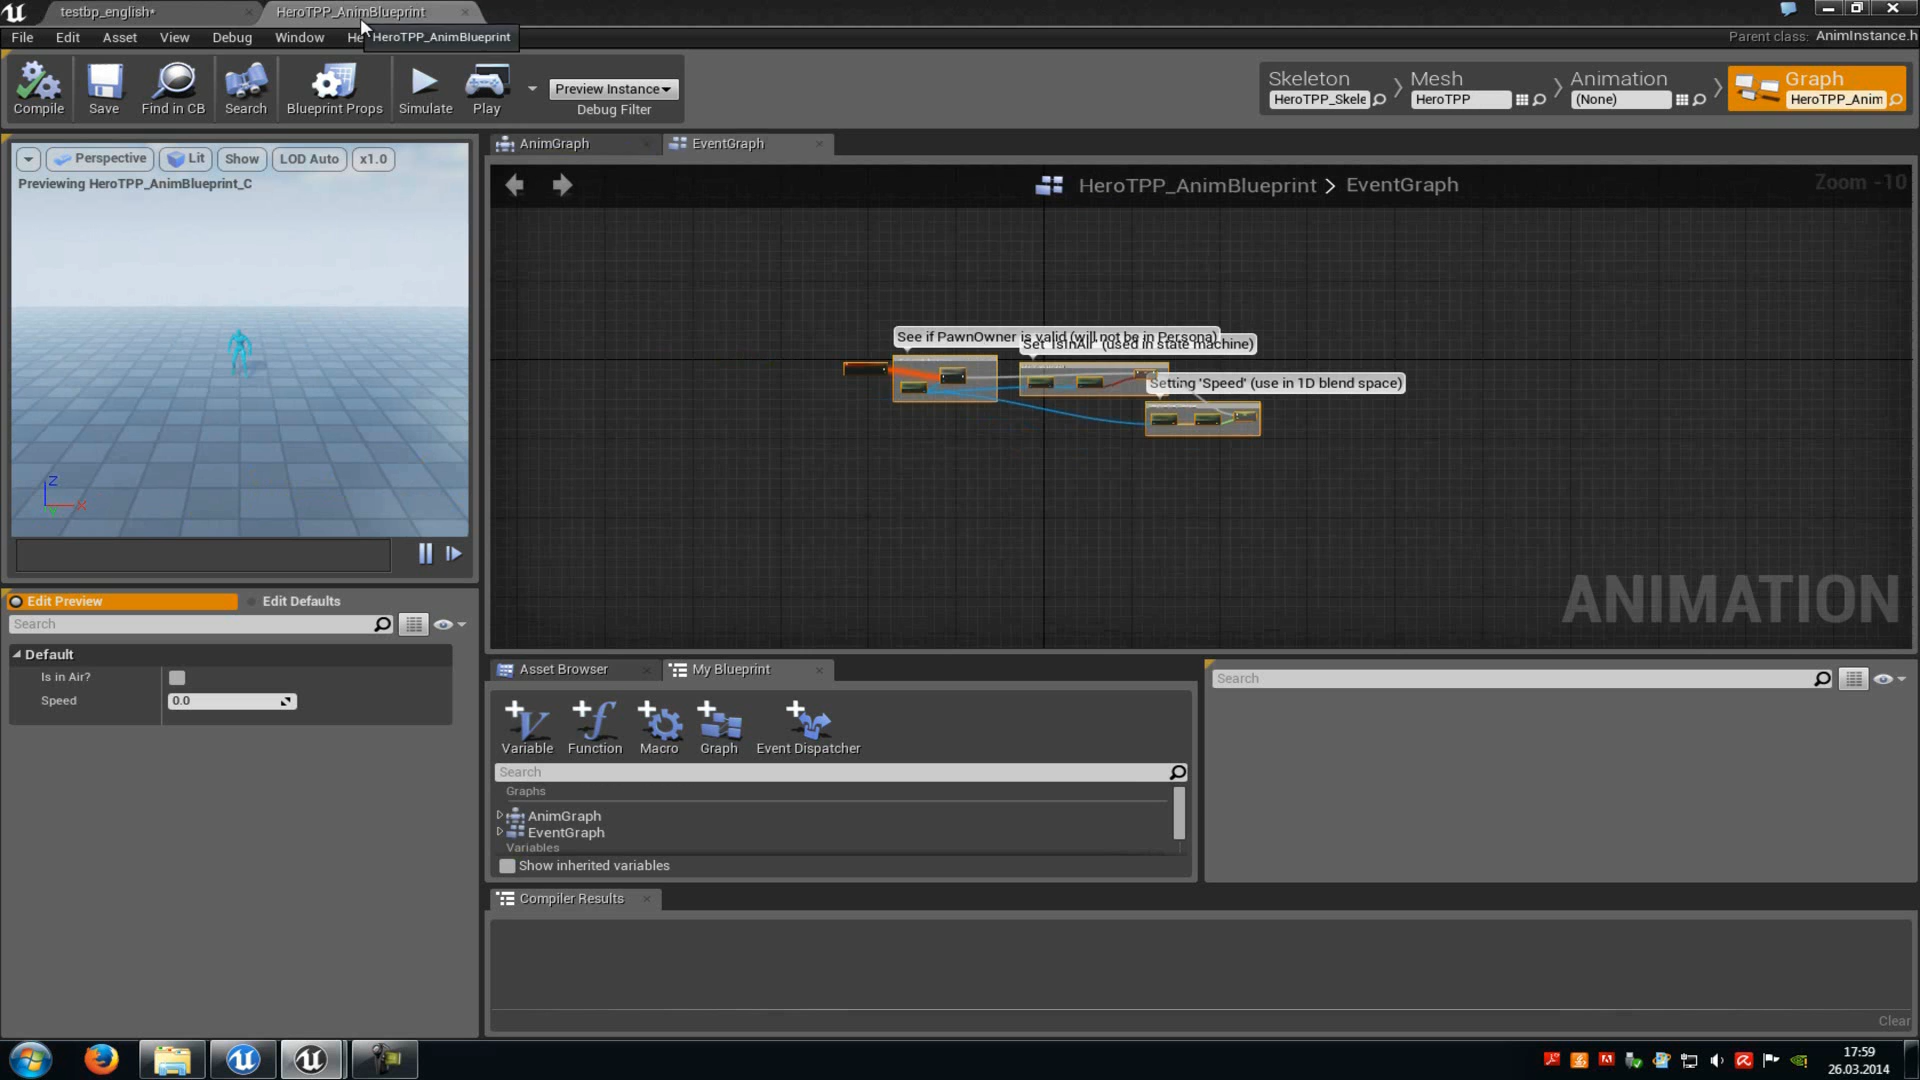 testbp_english*
HeroTPP_AnimBlueprint
File Edit Asset View Debug Window He
HeroTPP_AnimBlueprint
Parent class: AnimInstance.h
Compile Save Find in CB Search Blueprint Props Simulate Play
Preview Instance
Debug Filter
Skeleton Mesh Animation Graph
HeroTPP_Skele HeroTPP (None) HeroTPP_Anim
Perspective Lit Show LOD Auto x1.0
Previewing HeroTPP_AnimBlueprint_C
Z
X
AnimGraph EventGraph
HeroTPP_AnimBlueprint > EventGraph
Zoom -10
See if PawnOwner is valid (will not be in Persona)
Set 'IsInAir' (used in state machine)
Setting 'Speed' (use in 1D blend space)
ANIMATION
Edit Preview Edit Defaults
Search
Default
Is in Air?
Speed 0.0
Asset Browser My Blueprint
Variable Function Macro Graph Event Dispatcher
Search
Graphs
AnimGraph
EventGraph
Variables
Show inherited variables
Search
Compiler Results
Clear
17:59
26.03.2014